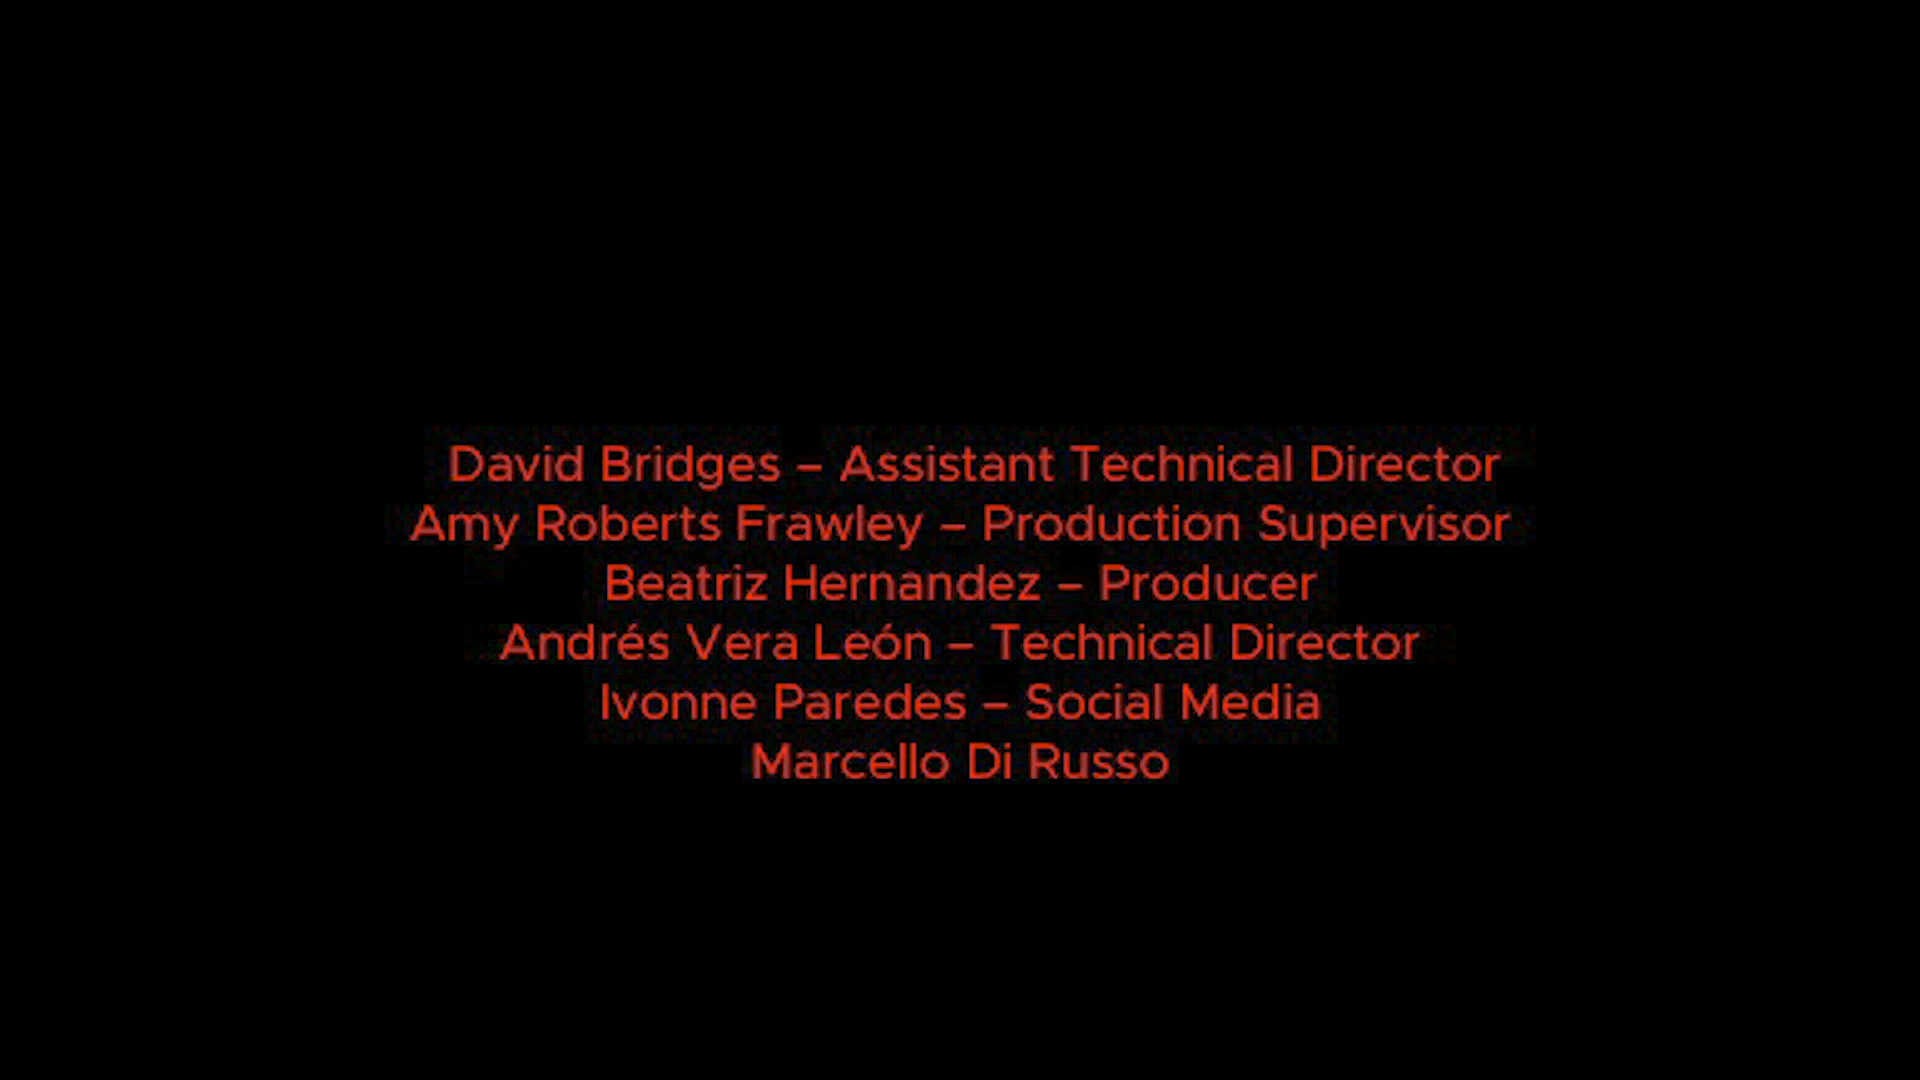 David Bridges – Assistant Technical Director
Amy Roberts Frawley – Production Supervisor
Beatriz Hernandez – Producer
Andrés Vera León – Technical Director
Ivonne Paredes – Social Media
Marcello Di Russo